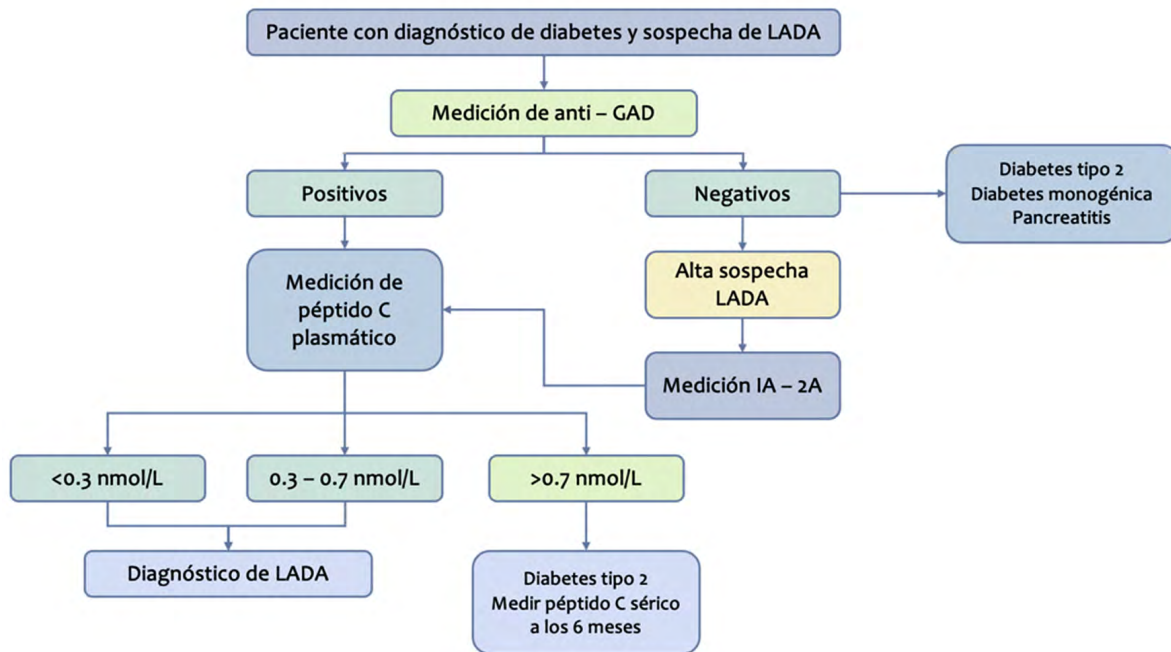 Paciente con diagnóstico de diabetes y sospecha de LADA
Medición de anti – GAD
Positivos
Negativos
Diabetes tipo 2
Diabetes monogénica
Pancreatitis
Medición de
péptido C
plasmático
Alta sospecha
LADA
Medición IA – 2A
<0.3 nmol/L
0.3 – 0.7 nmol/L
>0.7 nmol/L
Diagnóstico de LADA
Diabetes tipo 2
Medir péptido C sérico
a los 6 meses